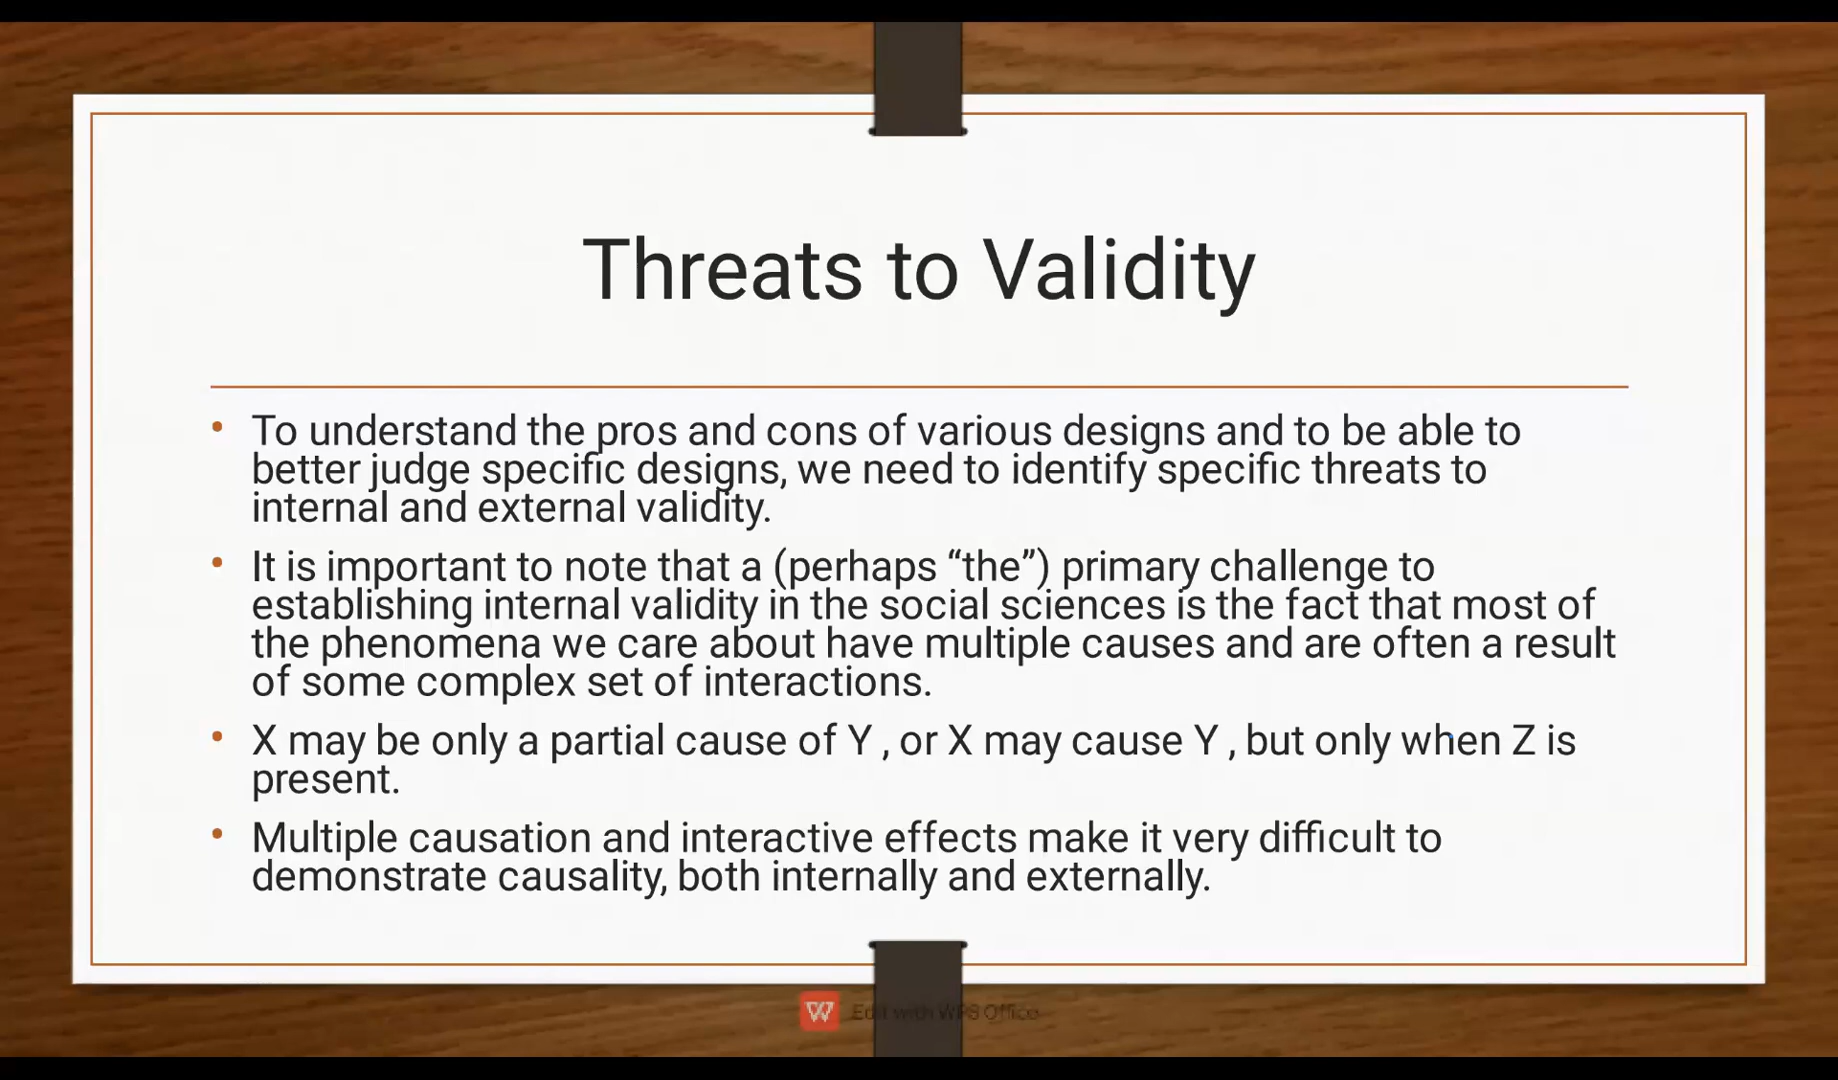 Threats to Validity
• To understand the pros and cons of various designs and to be able to
better judge specific designs, we need to identify specific threats to
internal and external validity.
• It is important to note that a (perhaps “the”) primary challenge to
establishing internal validity in the social sciences is the fact that most of
the phenomena we care about have multiple causes and are often a result
of some complex set of interactions.
• X may be only a partial cause of Y , or X may cause Y , but only when Z is
present.
• Multiple causation and interactive effects make it very difficult to
demonstrate causality, both internally and externally.
Edit with WPS Office